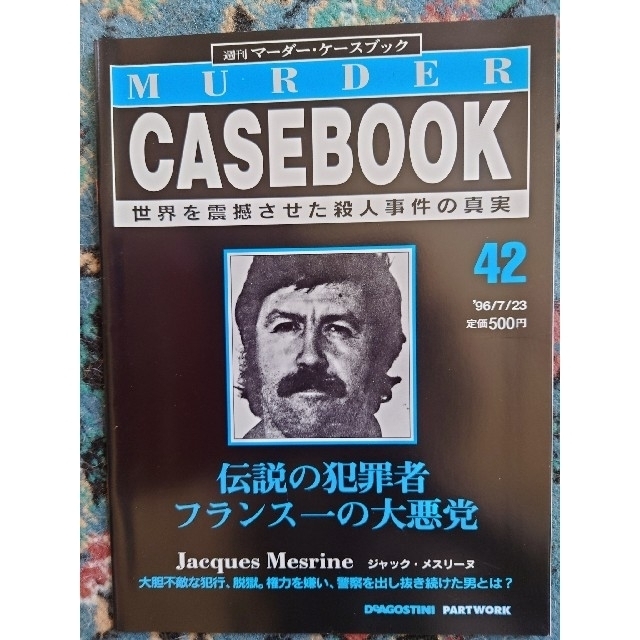 週刊 マーダー・ケースブック
MURDER
CASEBOOK
世界を震撼させた殺人事件の真実
42
'96/7/23
定価500円
伝説の犯罪者
フランス一の大悪党
Jacques Mesrine ジャック・メスリーヌ
大胆不敵な犯行、脱獄。権力を嫌い、警察を出し抜き続けた男とは？
DEAGOSTINI PARTWORK